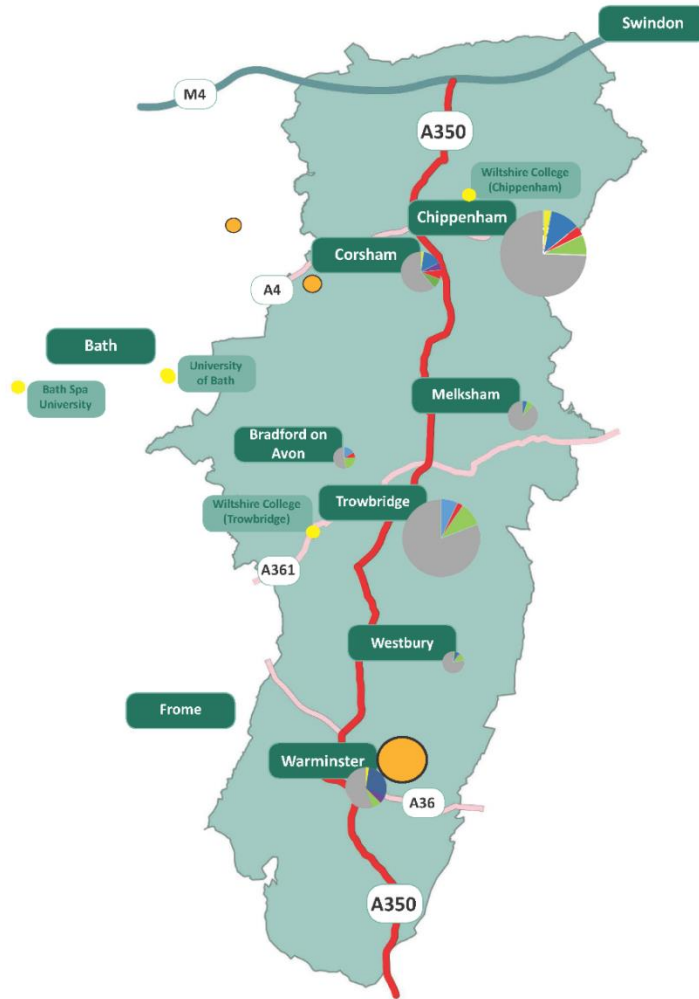 Swindon
M4
A350
Wiltshire College
(Chippenham)
Chippenham
Corsham
A4
Bath
University
of Bath
Bath Spa
University
Melksham
Bradford on
Avon
Trowbridge
Wiltshire College
(Trowbridge)
A361
Westbury
Frome
Warminster
A36
A350